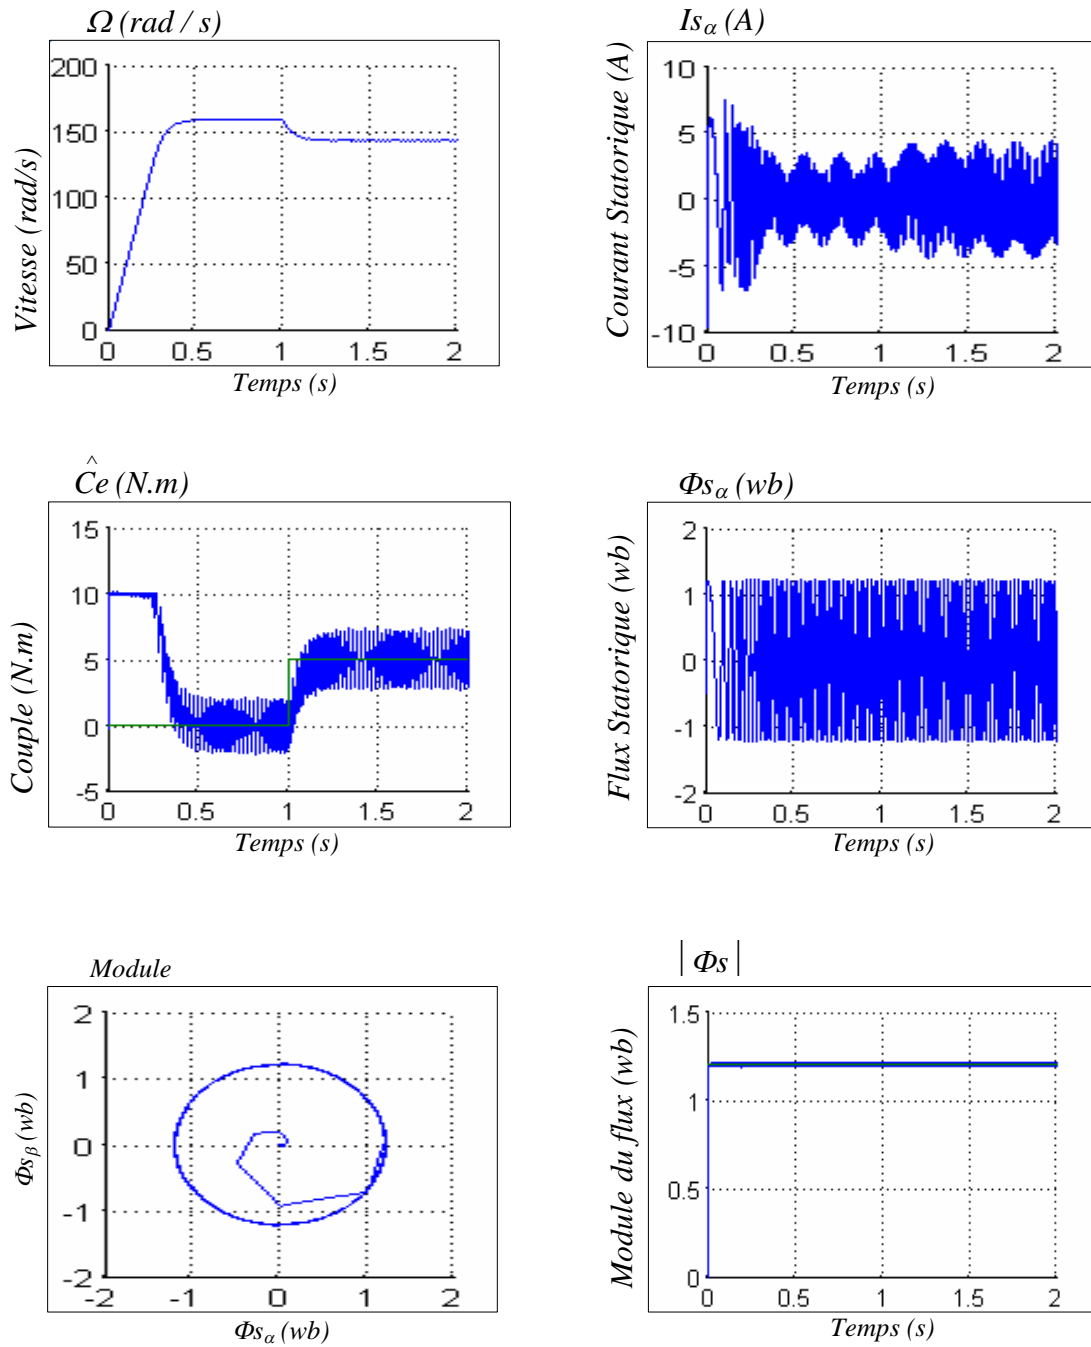 Ω (rad / s)
Vitesse (rad/s)
200
150
100
50
0
0 0.5 1 1.5 2
Temps (s)
Isα (A)
Courant Statorique (A)
10
5
0
-5
-10
0 0.5 1 1.5 2
Temps (s)
Ĉe (N.m)
Couple (N.m)
15
10
5
0
-5
0 0.5 1 1.5 2
Temps (s)
Φsα (wb)
Flux Statorique (wb)
2
1
0
-1
-2
0 0.5 1 1.5 2
Temps (s)
Module
Φsβ (wb)
2
1
0
-1
-2
-2 -1 0 1 2
Φsα (wb)
|Φs|
Module du flux (wb)
1.5
1
0.5
0
0 0.5 1 1.5 2
Temps (s)